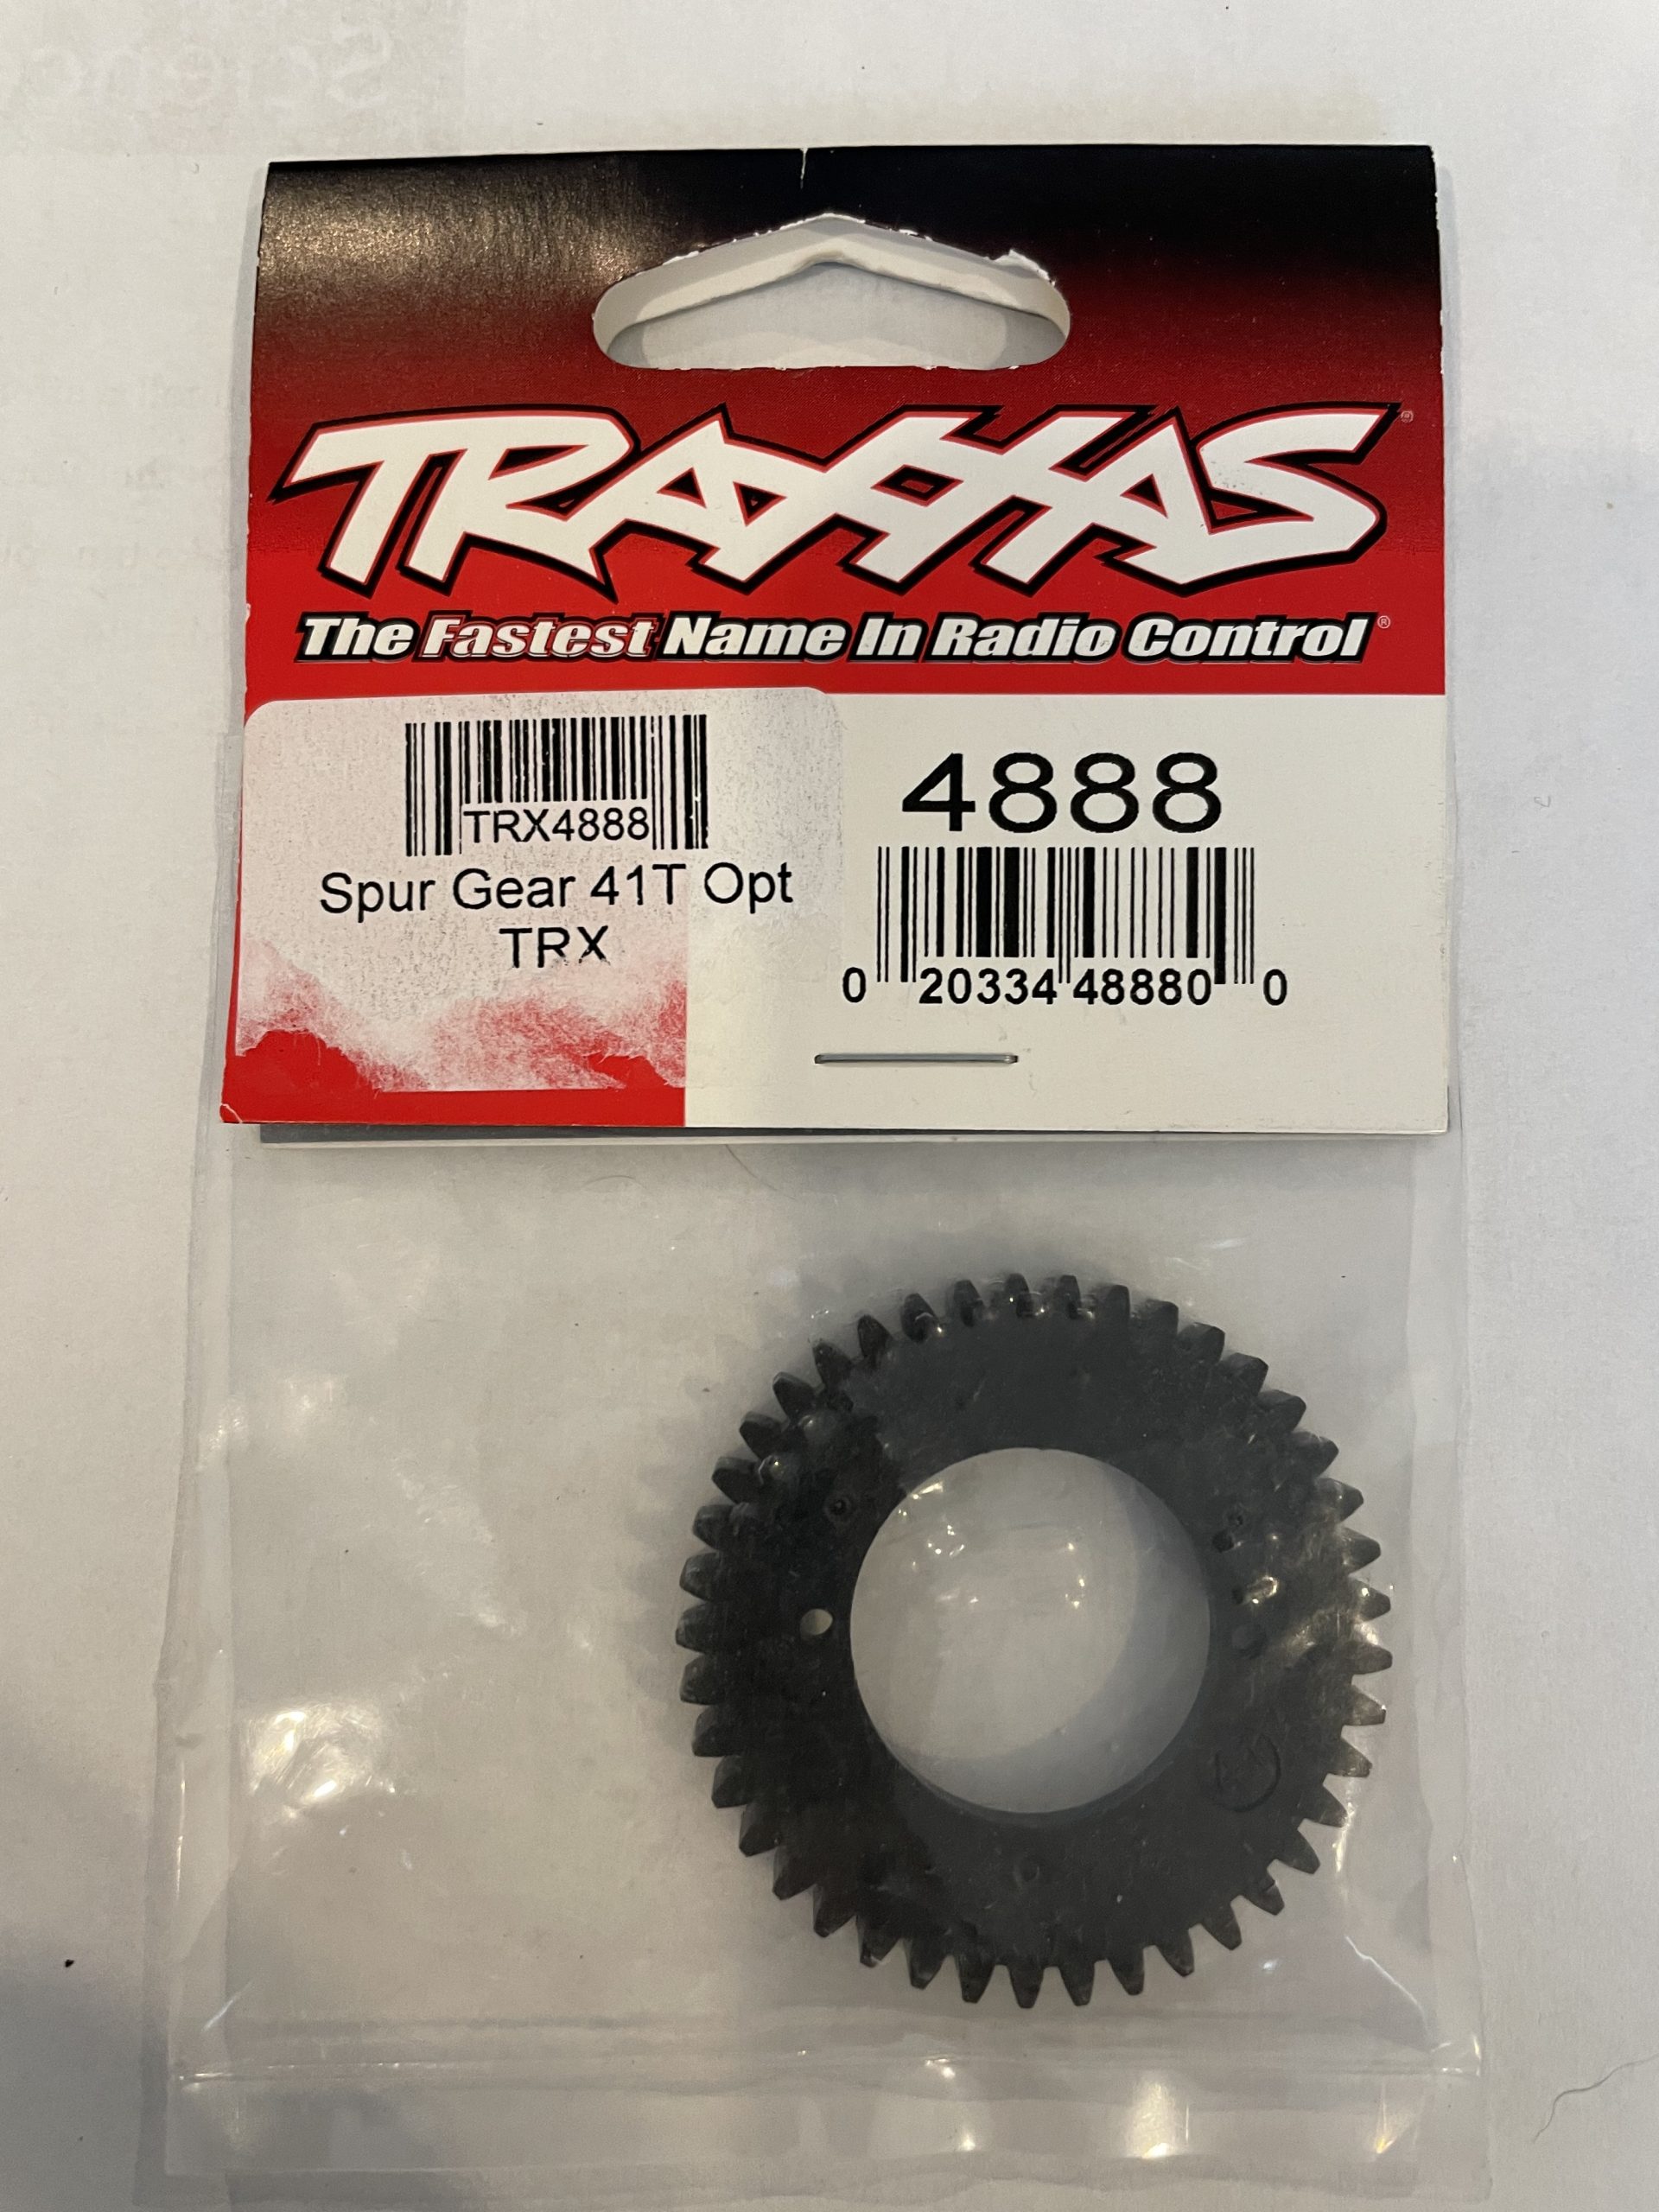 TRAXXAS®
The Fastest Name In Radio Control®
TRX4888
Spur Gear 41T Opt
TRX
4888
0 20334 48880 0